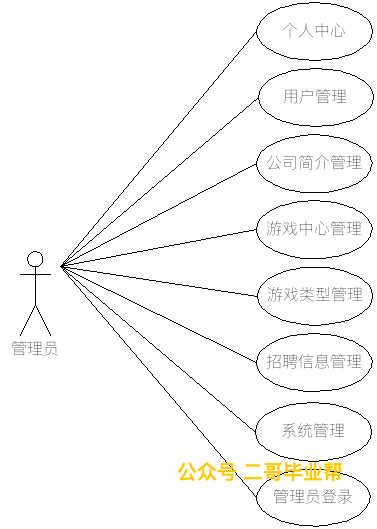 个人中心
用户管理
公司简介管理
游戏中心管理
游戏类型管理
管理员
招聘信息管理
系统管理
公众号 二哥毕业帮
管理员登录